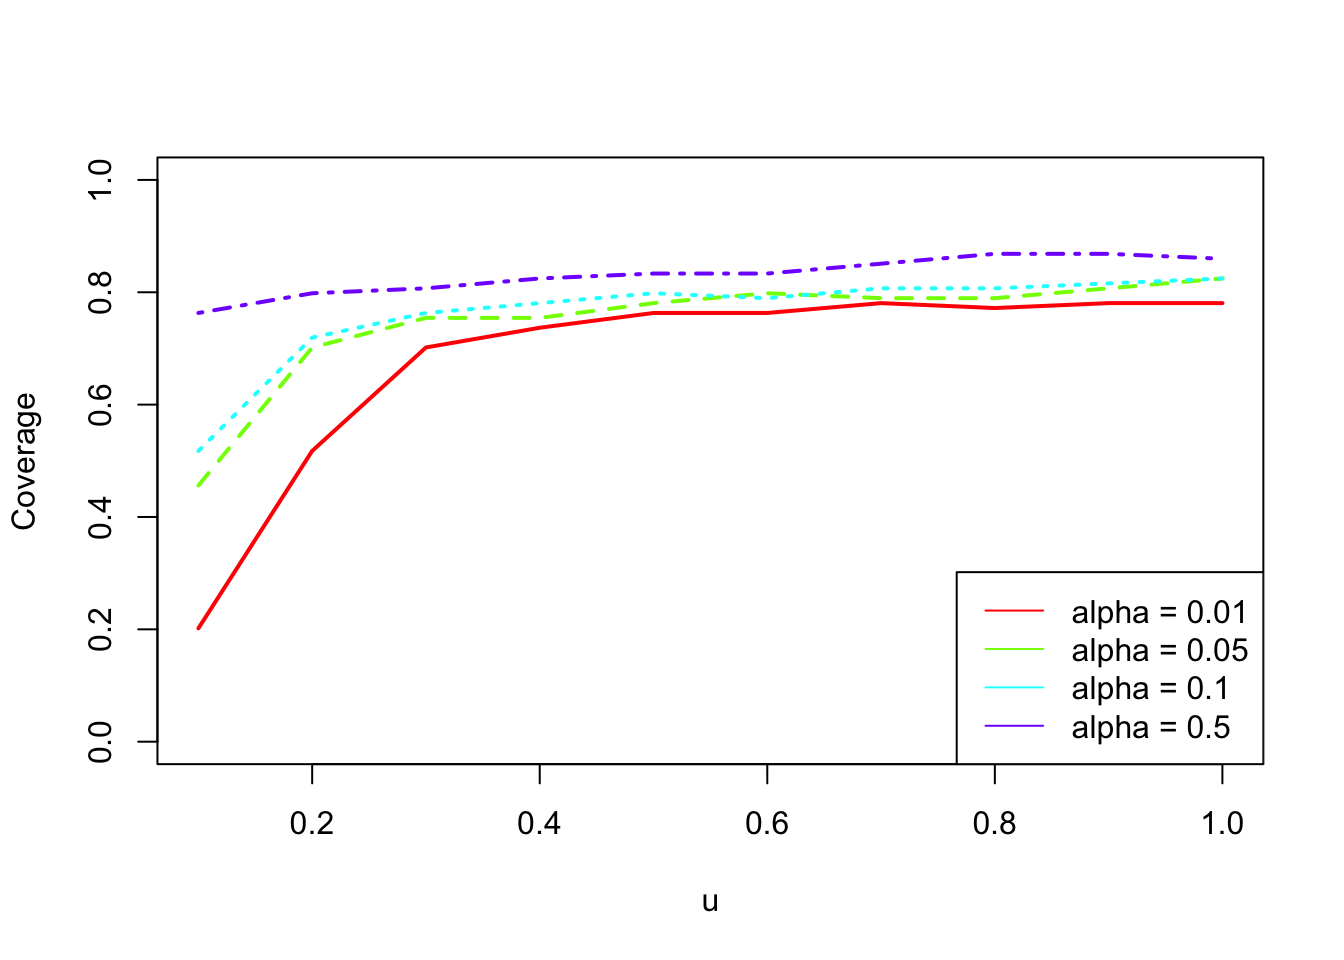 Coverage
1.0
0.8
0.6
0.4
0.2
0.0
alpha = 0.01
alpha = 0.05
alpha = 0.1
alpha = 0.5
0.2 0.4 0.6 0.8 1.0
u